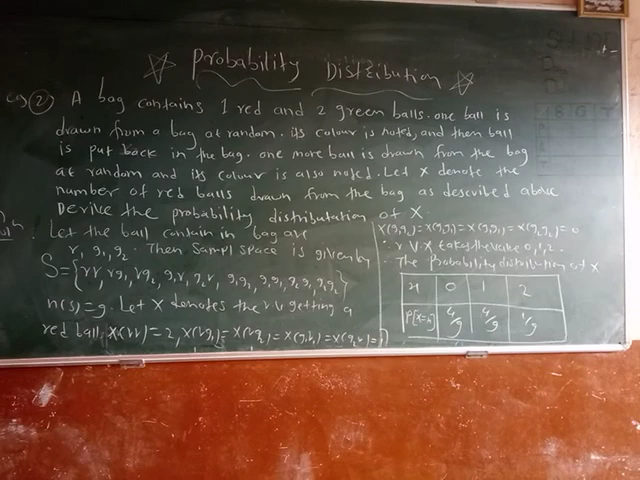 Probability Distribution
eg (2) A bag contains 1 red and 2 green balls. one ball is
drawn from a bag at random. its colour is noted, and then ball
is put back in the bag. one more ball is drawn from the bag
at random and its colour is also noted. Let X denote the
number of red balls drawn from the bag as described above
Derive the probability distribution of X.
Let the ball contain in bag are
r, g₁, g₂. Then sampl space is given by
S={rr, rg₁, rg₂, g₁r, g₂r, g₁g₁, g₁g₂, g₂g₁, g₂g₂}
n(s)=9. Let X denotes the r.v getting a
red ball. X(rr)=2, X(rg₁)=X(rg₂)=X(g₁r)=X(g₂r)=1
X(g₁g₁)=X(g₁g₂)=X(g₂g₁)=X(g₂g₂)=0
∴ r V X takes the value 0,1,2.
∴ The Probability distribution of X
x 0 1 2
P[X=x] 4/9 4/9 1/9